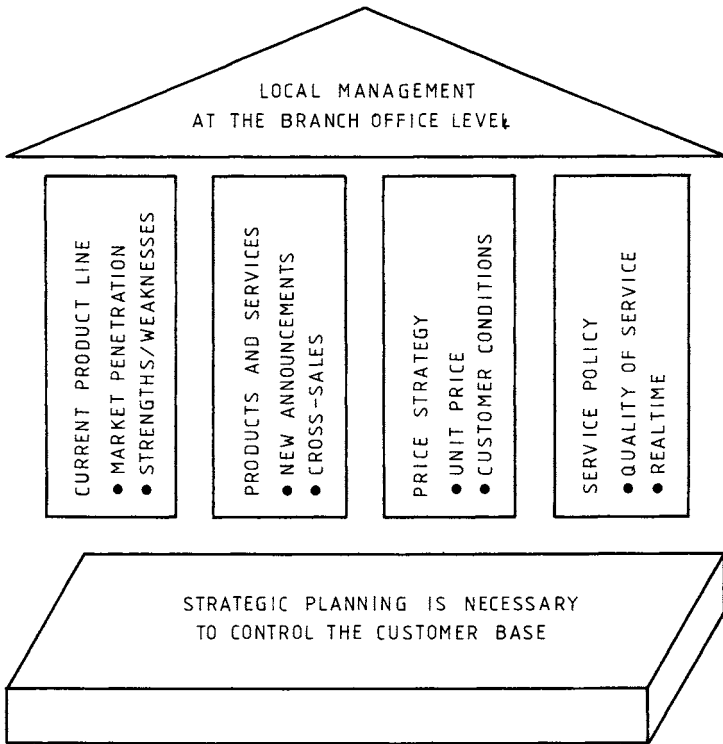 LOCAL MANAGEMENT
AT THE BRANCH OFFICE LEVEL
CURRENT PRODUCT LINE
● MARKET PENETRATION
● STRENGTHS/WEAKNESSES
PRODUCTS AND SERVICES
● NEW ANNOUNCEMENTS
● CROSS-SALES
PRICE STRATEGY
● UNIT PRICE
● CUSTOMER CONDITIONS
SERVICE POLICY
● QUALITY OF SERVICE
● REALTIME
STRATEGIC PLANNING IS NECESSARY
TO CONTROL THE CUSTOMER BASE